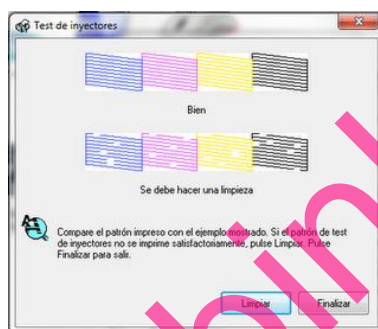 Test de inyectores
Bien
Se debe hacer una limpieza
Compare el patrón impreso con el ejemplo mostrado. Si el patrón de test
de inyectores no se imprime satisfactoriamente, pulse Limpiar. Pulse
Finalizar para salir.
Limpiar Finalizar